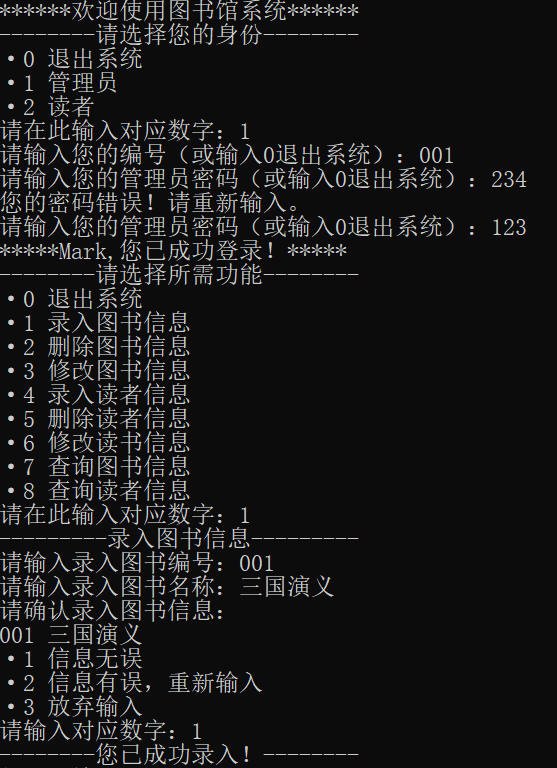 ******欢迎使用图书馆系统******
--------请选择您的身份--------
·0 退出系统
·1 管理员
·2 读者
请在此输入对应数字：1
请输入您的编号（或输入0退出系统）：001
请输入您的管理员密码（或输入0退出系统）：234
您的密码错误！请重新输入。
请输入您的管理员密码（或输入0退出系统）：123
*****Mark,您已成功登录！*****
--------请选择所需功能--------
·0 退出系统
·1 录入图书信息
·2 删除图书信息
·3 修改图书信息
·4 录入读者信息
·5 删除读者信息
·6 修改读书信息
·7 查询图书信息
·8 查询读者信息
请在此输入对应数字：1
---------录入图书信息---------
请输入录入图书编号：001
请输入录入图书名称：三国演义
请确认录入图书信息：
001 三国演义
·1 信息无误
·2 信息有误，重新输入
·3 放弃输入
请输入对应数字：1
--------您已成功录入！--------